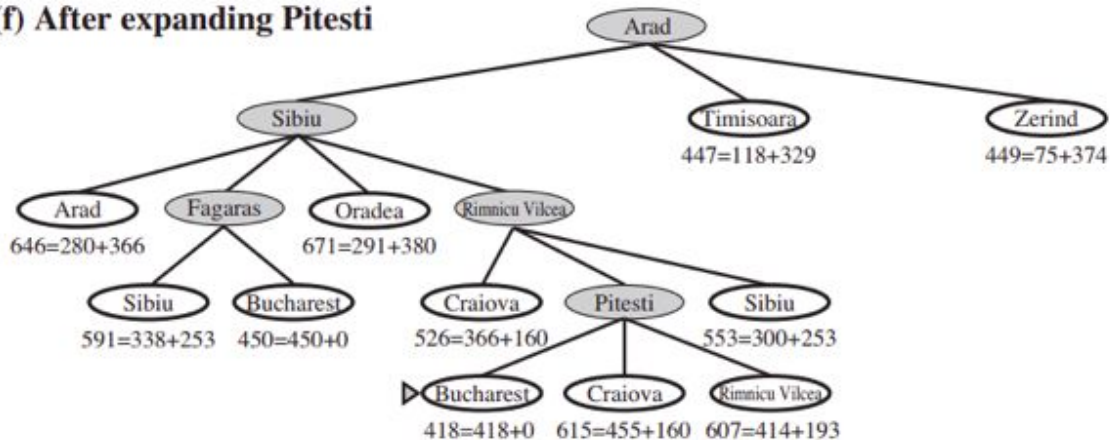 (f) After expanding Pitesti
Arad
Sibiu
Timisoara
Zerind
447=118+329
449=75+374
Arad
Fagaras
Oradea
Rimnicu Vilcea
646=280+366
671=291+380
Sibiu
Bucharest
Craiova
Pitesti
Sibiu
591=338+253
450=450+0
526=366+160
553=300+253
Bucharest
Craiova
Rimnicu Vilcea
418=418+0
615=455+160
607=414+193